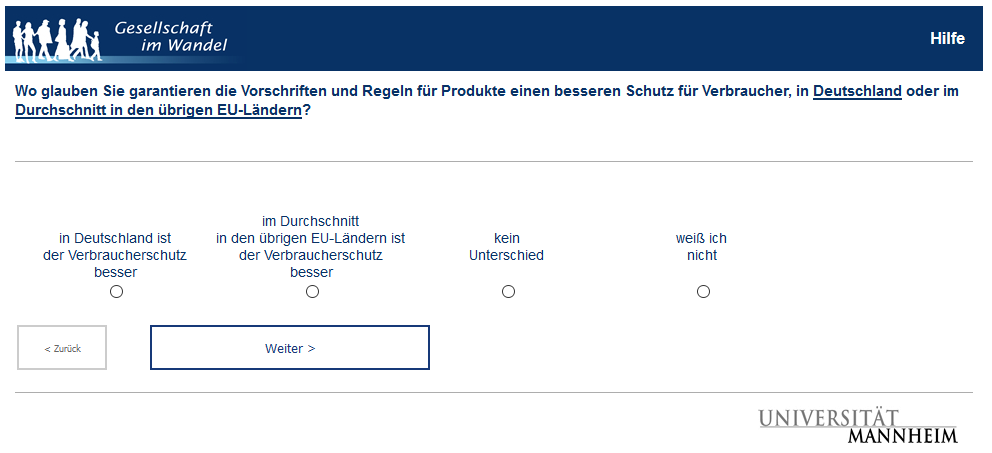 Gesellschaft
im Wandel
Hilfe
Wo glauben Sie garantieren die Vorschriften und Regeln für Produkte einen besseren Schutz für Verbraucher, in Deutschland oder im
Durchschnitt in den übrigen EU-Ländern?
in Deutschland ist
der Verbraucherschutz
besser
im Durchschnitt
in den übrigen EU-Ländern ist
der Verbraucherschutz
besser
kein
Unterschied
weiß ich
nicht
< Zurück
Weiter >
UNIVERSITÄT
MANNHEIM